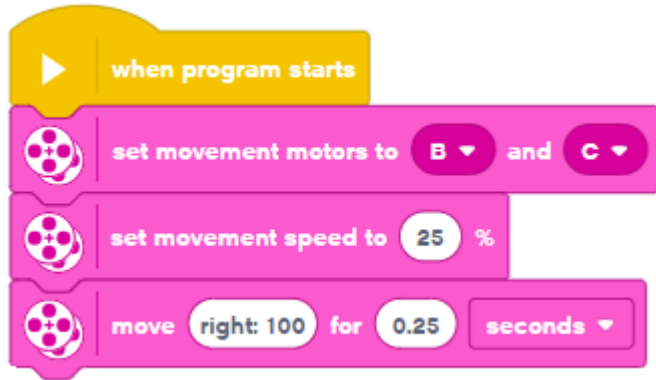 when program starts
set movement motors to B and C
set movement speed to 25 %
move right: 100 for 0.25 seconds